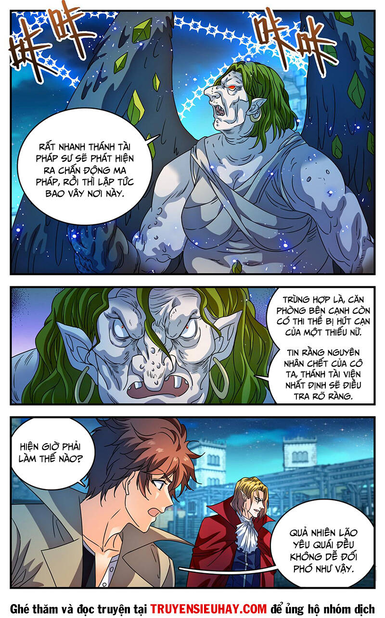 咔咔
咔咔
RẤT NHANH THÁNH TÀI
PHÁP SƯ SẼ PHÁT HIỆN
RA CHẤN ĐỘNG MA
PHÁP, RỒI THÌ LẬP TỨC
BAO VÂY NƠI NÀY.
TRÙNG HỢP LÀ, CĂN
PHÒNG BÊN CẠNH CÒN
CÓ THI THỂ BỊ HÚT CẠN
CỦA MỘT THIẾU NỮ.
TIN RẰNG NGUYÊN
NHÂN CHẾT CỦA CÔ
TA, THÁNH TÀI VIỆN
NHẤT ĐỊNH SẼ ĐIỀU
TRA RÕ RÀNG.
HIỆN GIỜ PHẢI
LÀM THẾ NÀO?
QUẢ NHIÊN LÃO
YÊU QUÁI ĐỀU
KHÔNG DỄ ĐỐI
PHÓ NHƯ VẬY.
Ghé thăm và đọc truyện tại TRUYENSIEUHAY.COM để ủng hộ nhóm dịch